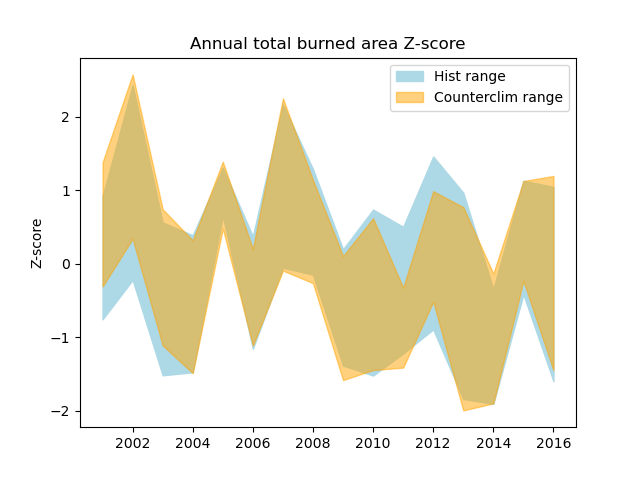 Annual total burned area Z-score
Hist range
Counterclim range
Z-score
2
1
0
−1
−2
2002 2004 2006 2008 2010 2012 2014 2016